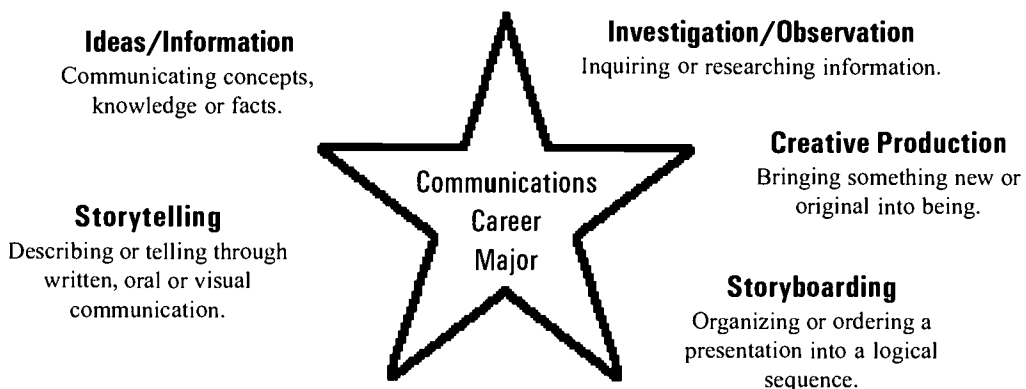 Ideas/Information
Communicating concepts,
knowledge or facts.
Investigation/Observation
Inquiring or researching information.
Creative Production
Bringing something new or
original into being.
Storytelling
Describing or telling through
written, oral or visual
communication.
Communications
Career
Major
Storyboarding
Organizing or ordering a
presentation into a logical
sequence.